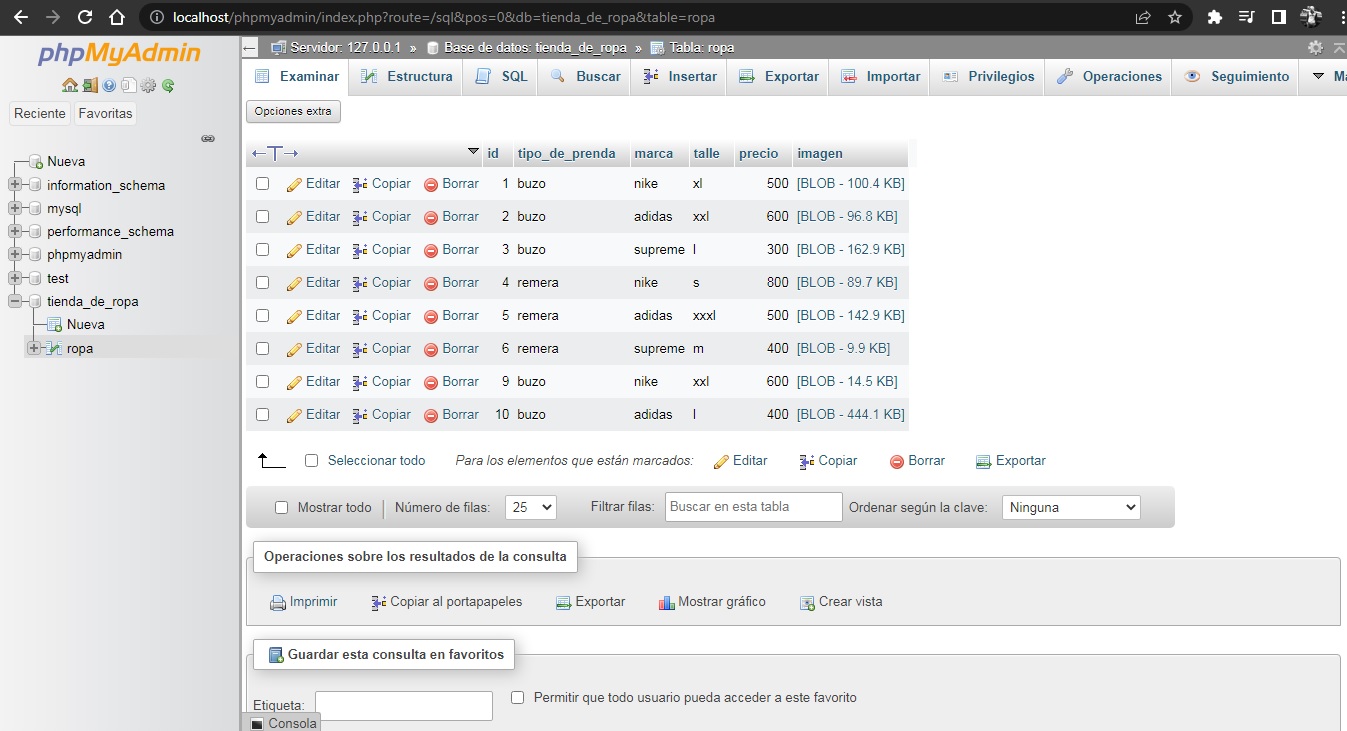 localhost/phpmyadmin/index.php?route=/sql&pos=0&db=tienda_de_ropa&table=ropa
phpMyAdmin
Reciente Favoritas
Nueva
information_schema
mysql
performance_schema
phpmyadmin
test
tienda_de_ropa
Nueva
ropa
Servidor: 127.0.0.1 » Base de datos: tienda_de_ropa » Tabla: ropa
Examinar Estructura SQL Buscar Insertar Exportar Importar Privilegios Operaciones Seguimiento
Opciones extra
id tipo_de_prenda marca talle precio imagen
Editar Copiar Borrar 1 buzo nike xl 500 [BLOB - 100.4 KB]
Editar Copiar Borrar 2 buzo adidas xxl 600 [BLOB - 96.8 KB]
Editar Copiar Borrar 3 buzo supreme l 300 [BLOB - 162.9 KB]
Editar Copiar Borrar 4 remera nike s 800 [BLOB - 89.7 KB]
Editar Copiar Borrar 5 remera adidas xxxl 500 [BLOB - 142.9 KB]
Editar Copiar Borrar 6 remera supreme m 400 [BLOB - 9.9 KB]
Editar Copiar Borrar 9 buzo nike xxl 600 [BLOB - 14.5 KB]
Editar Copiar Borrar 10 buzo adidas l 400 [BLOB - 444.1 KB]
Seleccionar todo Para los elementos que están marcados: Editar Copiar Borrar Exportar
Mostrar todo Número de filas: 25 Filtrar filas: Buscar en esta tabla Ordenar según la clave: Ninguna
Operaciones sobre los resultados de la consulta
Imprimir Copiar al portapapeles Exportar Mostrar gráfico Crear vista
Guardar esta consulta en favoritos
Etiqueta: Permitir que todo usuario pueda acceder a este favorito
Consola